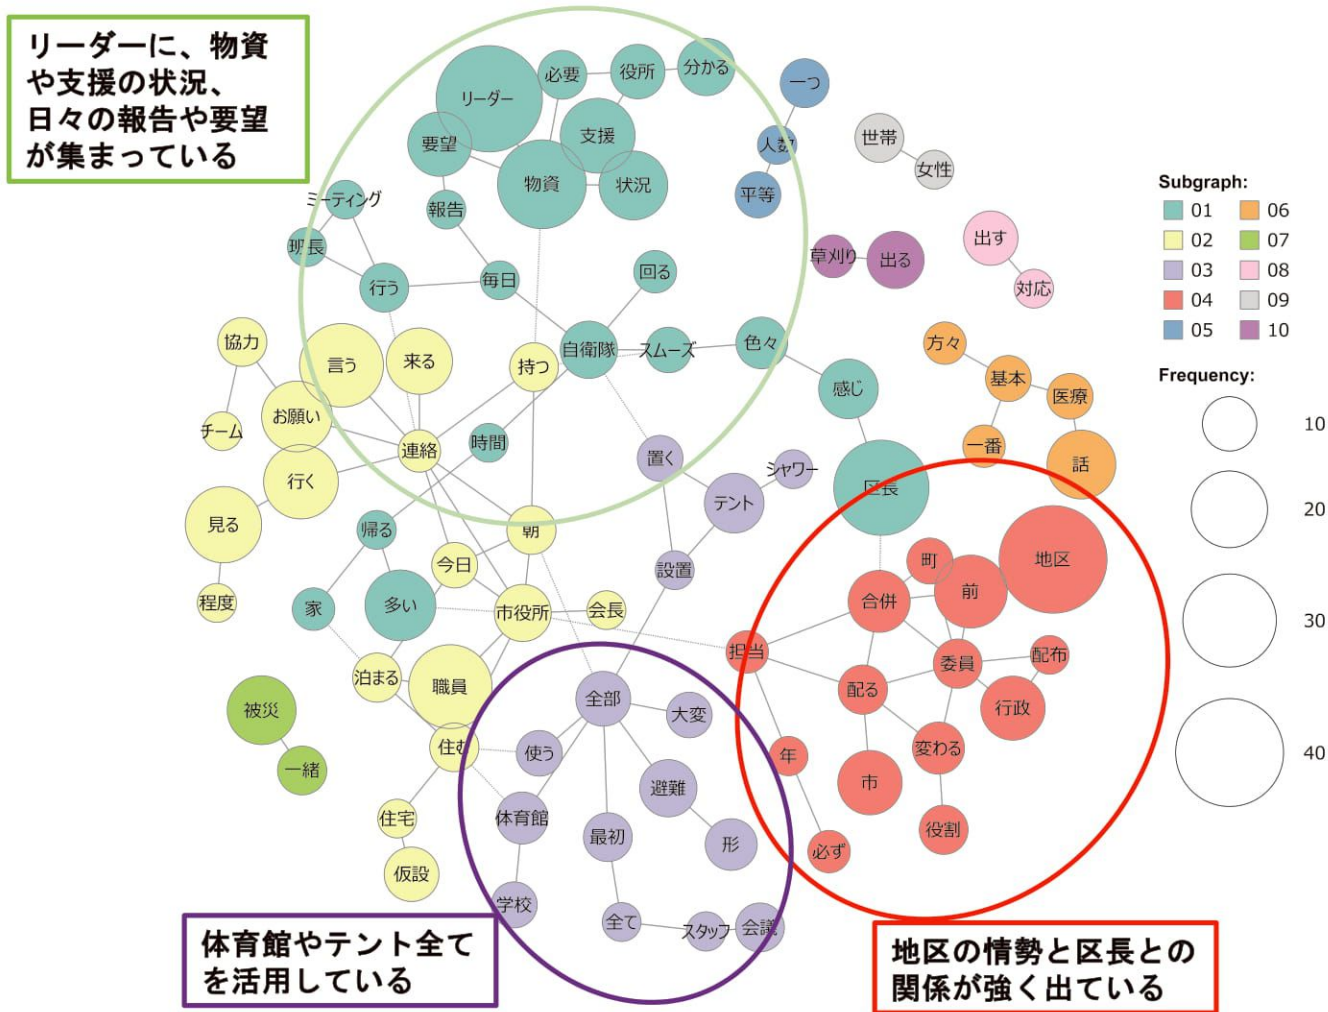 リーダーに、物資
や支援の状況、
日々の報告や要望
が集まっている
リーダー
必要
役所
分かる
一つ
要望
支援
人数
世帯
物資
状況
平等
女性
ミーティング
報告
班長
草刈り
出る
出す
行う
毎日
回る
対応
協力
言う
来る
持つ
自衛隊
スムーズ
色々
方々
基本
感じ
医療
お願い
チーム
連絡
時間
一番
置く
シャワー
話
行く
テント
区長
見る
帰る
朝
町
地区
今日
設置
程度
家
多い
市役所
会長
合併
前
担当
委員
配布
泊まる
職員
全部
配る
行政
被災
大変
住む
使う
年
変わる
一緒
避難
市
住宅
体育館
最初
形
役割
必ず
仮設
学校
全て
スタッフ
会議
Subgraph:
01
02
03
04
05
06
07
08
09
10
Frequency:
10
20
30
40
体育館やテント全て
を活用している
地区の情勢と区長との
関係が強く出ている